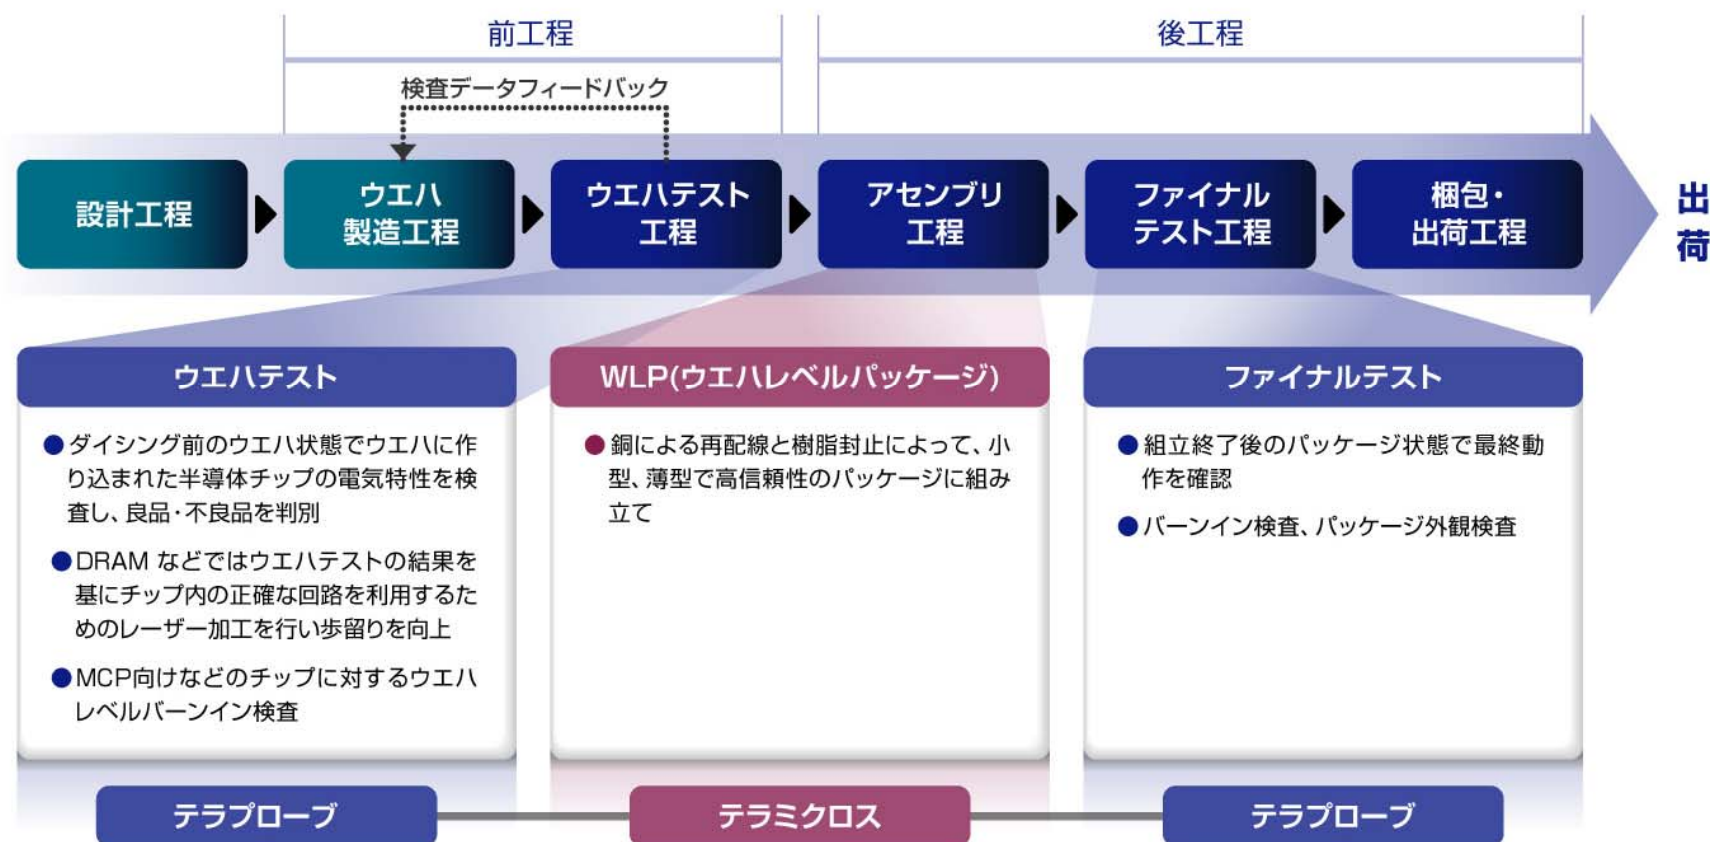 前工程
後工程
検査データフィードバック
設計工程
ウエハ
製造工程
ウエハテスト
工程
アセンブリ
工程
ファイナル
テスト工程
梱包・
出荷工程
出
荷
ウエハテスト
●ダイシング前のウエハ状態でウエハに作
り込まれた半導体チップの電気特性を検
査し、良品・不良品を判別
●DRAM などではウエハテストの結果を
基にチップ内の正確な回路を利用するた
めのレーザー加工を行い歩留りを向上
●MCP向けなどのチップに対するウエハ
レベルバーンイン検査
WLP(ウエハレベルパッケージ)
●銅による再配線と樹脂封止によって、小
型、薄型で高信頼性のパッケージに組み
立て
ファイナルテスト
●組立終了後のパッケージ状態で最終動
作を確認
●バーンイン検査、パッケージ外観検査
テラプローブ
テラミクロス
テラプローブ